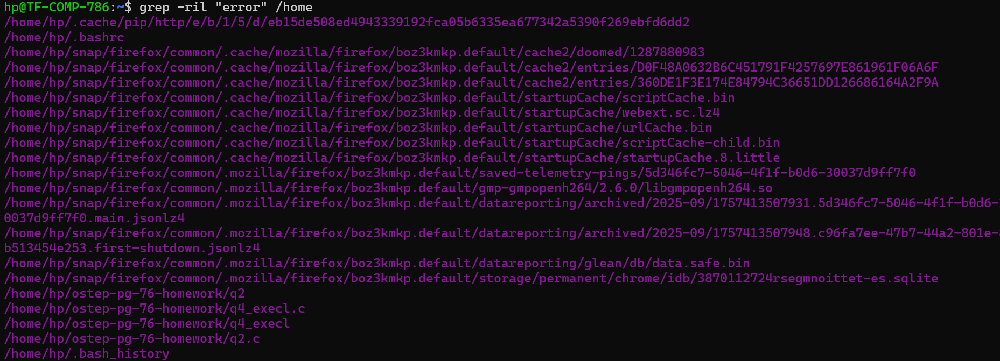 hp@TF-COMP-786:~$ grep -ril "error" /home
/home/hp/.cache/pip/http/e/b/1/5/d/eb15de508ed4943339192fca05b6335ea677342a5390f269ebfd6dd2
/home/hp/.bashrc
/home/hp/snap/firefox/common/.cache/mozilla/firefox/boz3kmkp.default/cache2/doomed/1287880983
/home/hp/snap/firefox/common/.cache/mozilla/firefox/boz3kmkp.default/cache2/entries/D0F48A0632B6C451791F4257697E861961F06A6F
/home/hp/snap/firefox/common/.cache/mozilla/firefox/boz3kmkp.default/cache2/entries/360DE1F3E174E84794C36651DD126686164A2F9A
/home/hp/snap/firefox/common/.cache/mozilla/firefox/boz3kmkp.default/startupCache/scriptCache.bin
/home/hp/snap/firefox/common/.cache/mozilla/firefox/boz3kmkp.default/startupCache/webext.sc.lz4
/home/hp/snap/firefox/common/.cache/mozilla/firefox/boz3kmkp.default/startupCache/urlCache.bin
/home/hp/snap/firefox/common/.cache/mozilla/firefox/boz3kmkp.default/startupCache/scriptCache-child.bin
/home/hp/snap/firefox/common/.cache/mozilla/firefox/boz3kmkp.default/startupCache/startupCache.8.little
/home/hp/snap/firefox/common/.mozilla/firefox/boz3kmkp.default/saved-telemetry-pings/5d346fc7-5046-4f1f-b0d6-30037d9ff7f0
/home/hp/snap/firefox/common/.mozilla/firefox/boz3kmkp.default/gmp-gmpopenh264/2.6.0/libgmpopenh264.so
/home/hp/snap/firefox/common/.mozilla/firefox/boz3kmkp.default/datareporting/archived/2025-09/1757413507931.5d346fc7-5046-4f1f-b0d6-
0037d9ff7f0.main.jsonlz4
/home/hp/snap/firefox/common/.mozilla/firefox/boz3kmkp.default/datareporting/archived/2025-09/1757413507948.c96fa7ee-47b7-44a2-801e-
b513454e253.first-shutdown.jsonlz4
/home/hp/snap/firefox/common/.mozilla/firefox/boz3kmkp.default/datareporting/glean/db/data.safe.bin
/home/hp/snap/firefox/common/.mozilla/firefox/boz3kmkp.default/storage/permanent/chrome/idb/3870112724rsegmnoittet-es.sqlite
/home/hp/ostep-pg-76-homework/q2
/home/hp/ostep-pg-76-homework/q4_execl.c
/home/hp/ostep-pg-76-homework/q4_execl
/home/hp/ostep-pg-76-homework/q2.c
/home/hp/.bash_history